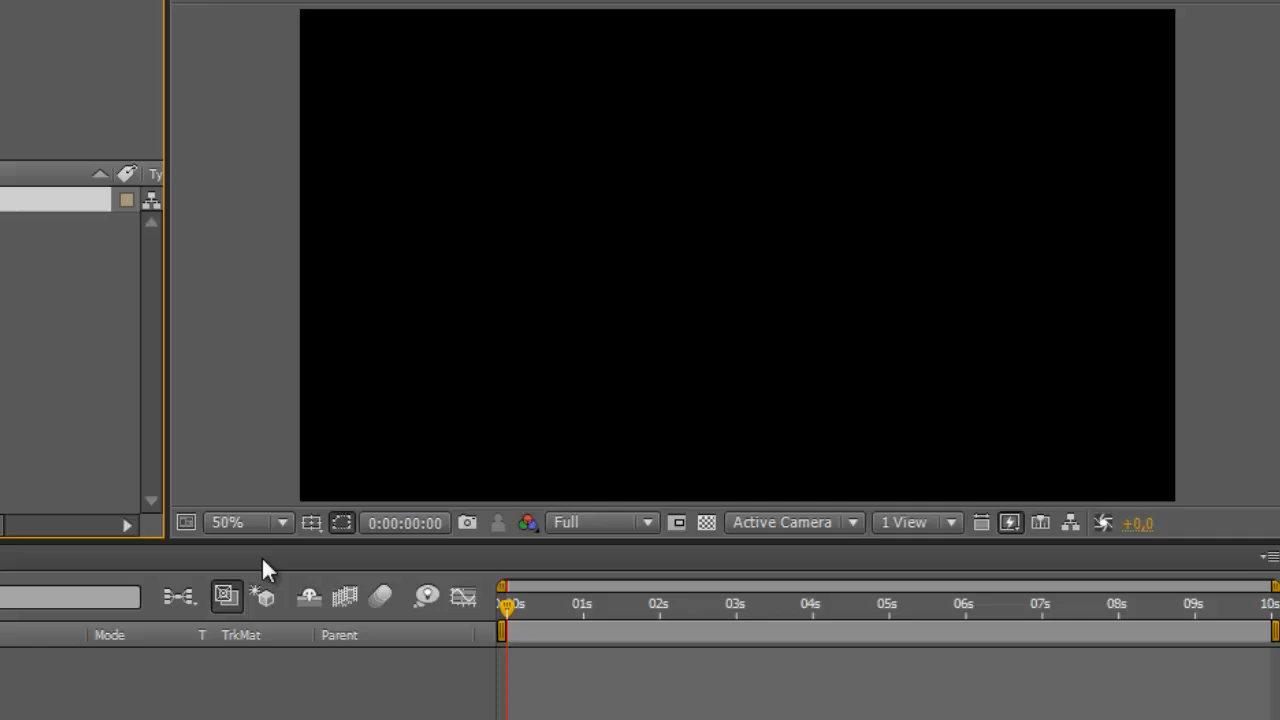 Ty
50%
0:00:00:00
Full
Active Camera
1 View
+0,0
01s 02s 03s 04s 05s 06s 07s 08s 09s 10s
Mode T TrkMat Parent